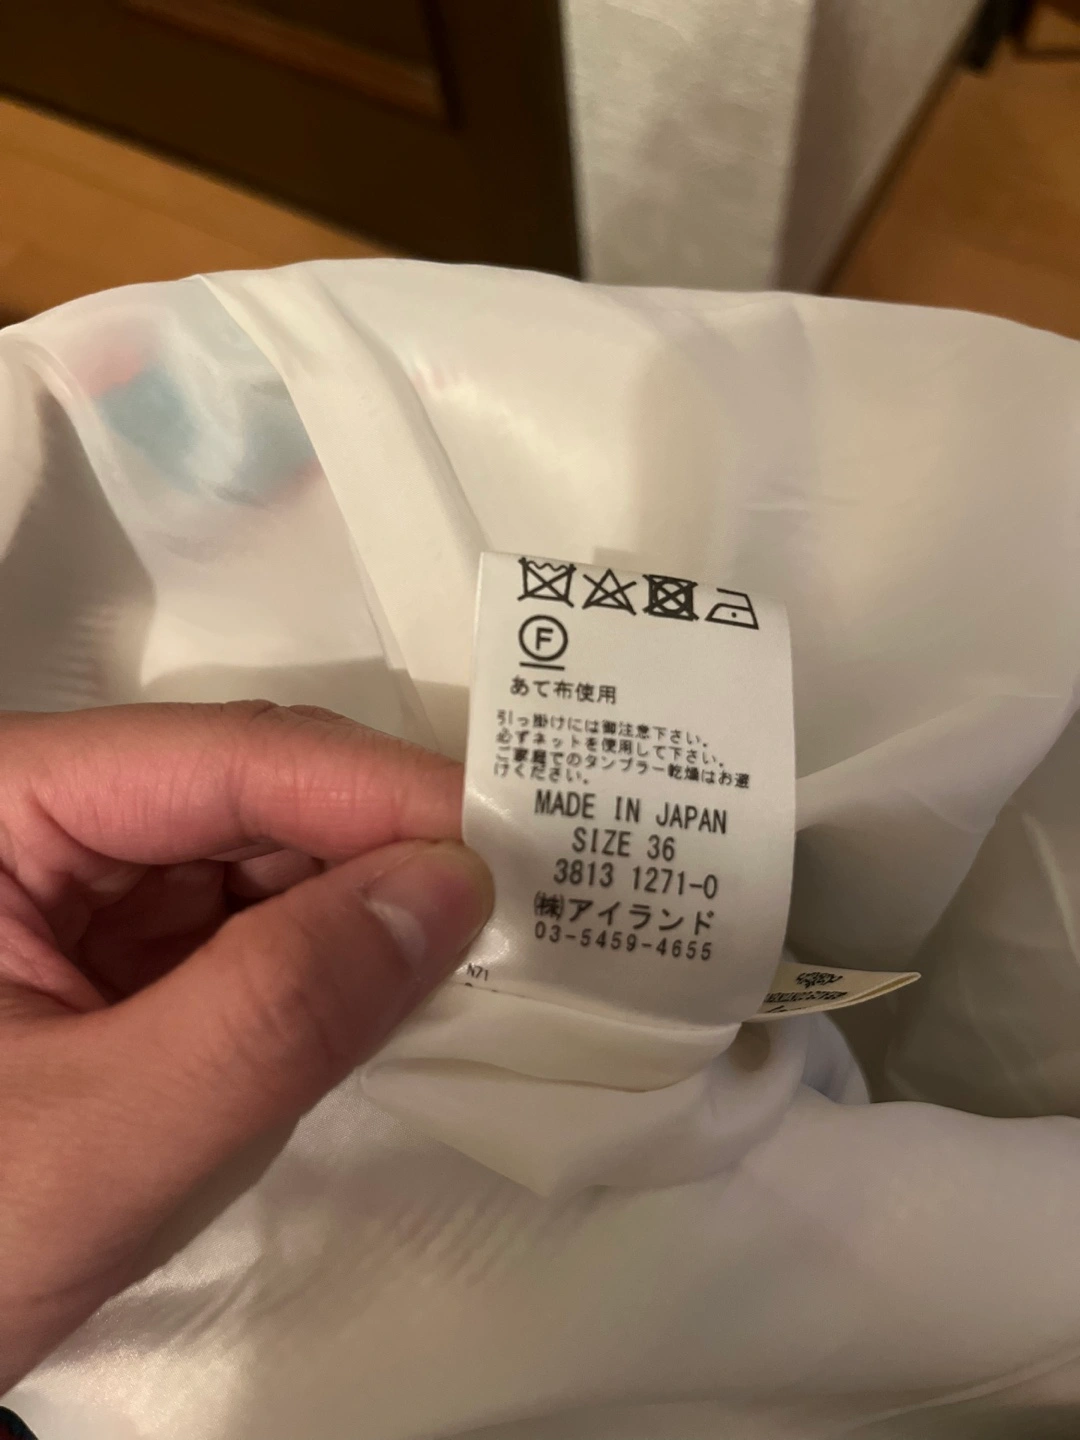 F
あて布使用
引っ掛けには御注意下さい。
必ずネットを使用して下さい。
ご家庭でのタンブラー乾燥はお避
けください。
MADE IN JAPAN
SIZE 36
3813 1271-0
㈱アイランド
03-5459-4655
N71